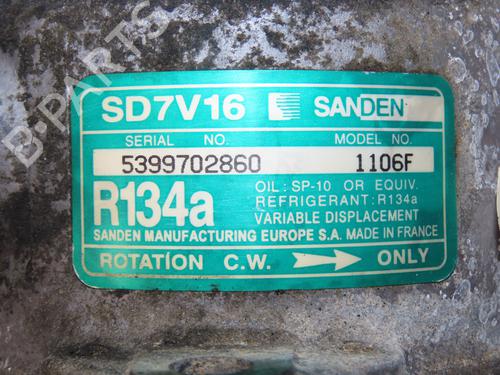 B-PARTS
SD7V16 SANDEN
SERIAL NO. MODEL NO.
5399702860 1106F
R134a OIL: SP-10 OR EQUIV.
REFRIGERANT: R134a
VARIABLE DISPLACEMENT
SANDEN MANUFACTURING EUROPE S.A. MADE IN FRANCE
ROTATION C.W. ONLY